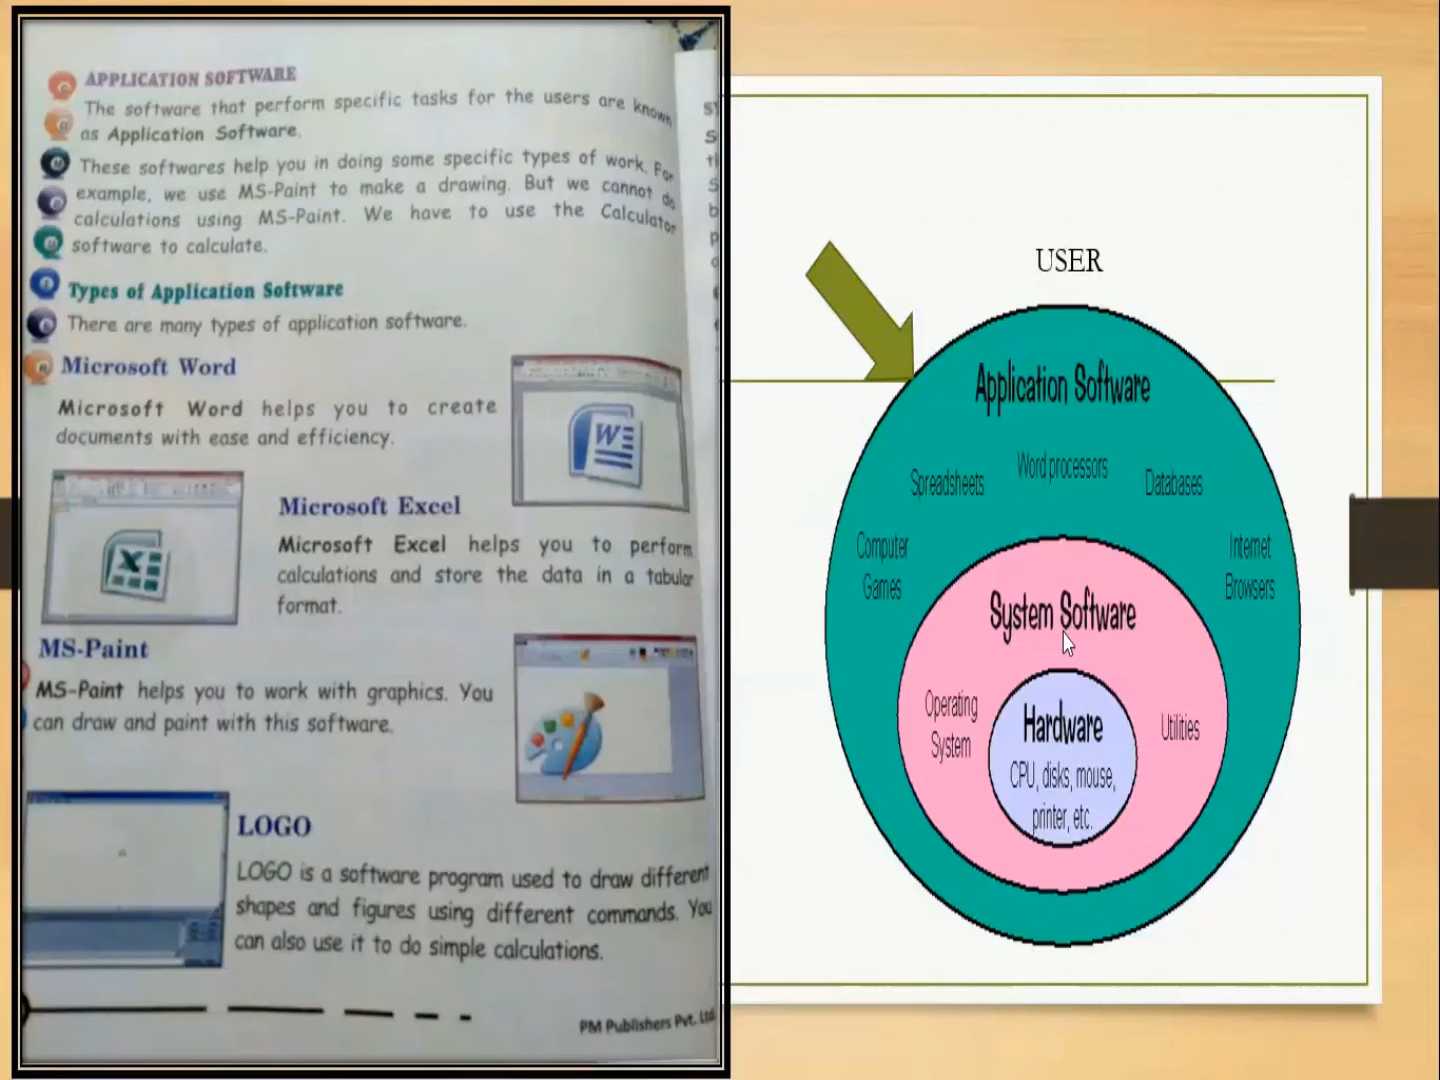 APPLICATION SOFTWARE
The software that perform specific tasks for the users are known
as Application Software.
These softwares help you in doing some specific types of work. For
example, we use MS-Paint to make a drawing. But we cannot do
calculations using MS-Paint. We have to use the Calculator
software to calculate.
Types of Application Software
There are many types of application software.
Microsoft Word
Microsoft Word helps you to create
documents with ease and efficiency.
Microsoft Excel
Microsoft Excel helps you to perform
calculations and store the data in a tabular
format.
MS-Paint
MS-Paint helps you to work with graphics. You
can draw and paint with this software.
LOGO
LOGO is a software program used to draw different
shapes and figures using different commands. You
can also use it to do simple calculations.
PM Publishers Pvt. Ltd.
USER
Application Software
Spreadsheets
Word processors
Databases
Computer
Games
Internet
Browsers
System Software
Operating
System
Utilities
Hardware
CPU, disks, mouse,
printer, etc.